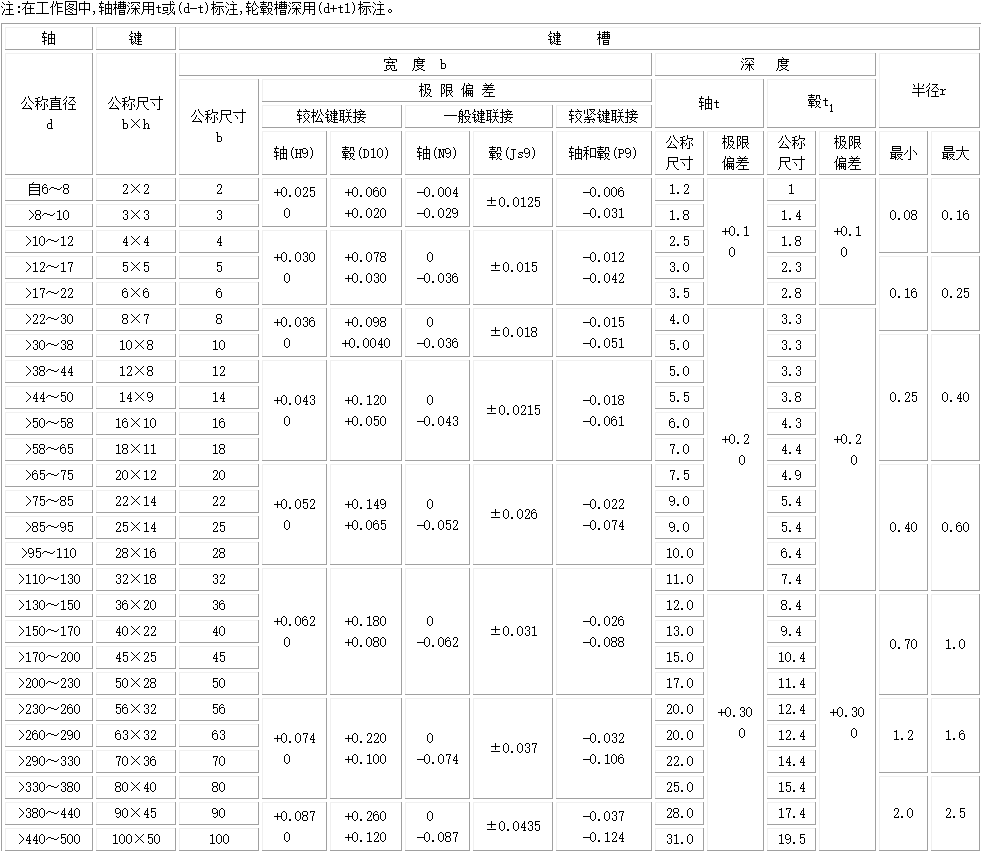 注:在工作图中,轴槽深用t或(d-t)标注,轮毂槽深用(d+t1)标注。
轴 键 键 槽
公称直径 d 公称尺寸 b×h 宽 度 b 深 度 半径r
公称尺寸 b 极 限 偏 差 轴t 毂t1
较松键联接 一般键联接 较紧键联接
轴(H9) 毂(D10) 轴(N9) 毂(Js9) 轴和毂(P9) 公称尺寸 极限偏差 公称尺寸 极限偏差 最小 最大
自6～8 2×2 2 +0.025 0 +0.060 +0.020 -0.004 -0.029 ±0.0125 -0.006 -0.031 1.2 +0.1 0 1 +0.1 0 0.08 0.16
>8～10 3×3 3 1.8 1.4
>10～12 4×4 4 +0.030 0 +0.078 +0.030 0 -0.036 ±0.015 -0.012 -0.042 2.5 1.8
>12～17 5×5 5 3.0 2.3 0.16 0.25
>17～22 6×6 6 3.5 2.8
>22～30 8×7 8 +0.036 0 +0.098 +0.0040 0 -0.036 ±0.018 -0.015 -0.051 4.0 +0.2 0 3.3 +0.2 0
>30～38 10×8 10 5.0 3.3 0.25 0.40
>38～44 12×8 12 +0.043 0 +0.120 +0.050 0 -0.043 ±0.0215 -0.018 -0.061 5.0 3.3
>44～50 14×9 14 5.5 3.8
>50～58 16×10 16 6.0 4.3
>58～65 18×11 18 7.0 4.4
>65～75 20×12 20 +0.052 0 +0.149 +0.065 0 -0.052 ±0.026 -0.022 -0.074 7.5 4.9 0.40 0.60
>75～85 22×14 22 9.0 5.4
>85～95 25×14 25 9.0 5.4
>95～110 28×16 28 10.0 6.4
>110～130 32×18 32 +0.062 0 +0.180 +0.080 0 -0.062 ±0.031 -0.026 -0.088 11.0 7.4
>130～150 36×20 36 12.0 +0.30 0 8.4 +0.30 0 0.70 1.0
>150～170 40×22 40 13.0 9.4
>170～200 45×25 45 15.0 10.4
>200～230 50×28 50 17.0 11.4
>230～260 56×32 56 +0.074 0 +0.220 +0.100 0 -0.074 ±0.037 -0.032 -0.106 20.0 12.4 1.2 1.6
>260～290 63×32 63 20.0 12.4
>290～330 70×36 70 22.0 14.4
>330～380 80×40 80 25.0 15.4 2.0 2.5
>380～440 90×45 90 +0.087 0 +0.260 +0.120 0 -0.087 ±0.0435 -0.037 -0.124 28.0 17.4
>440～500 100×50 100 31.0 19.5